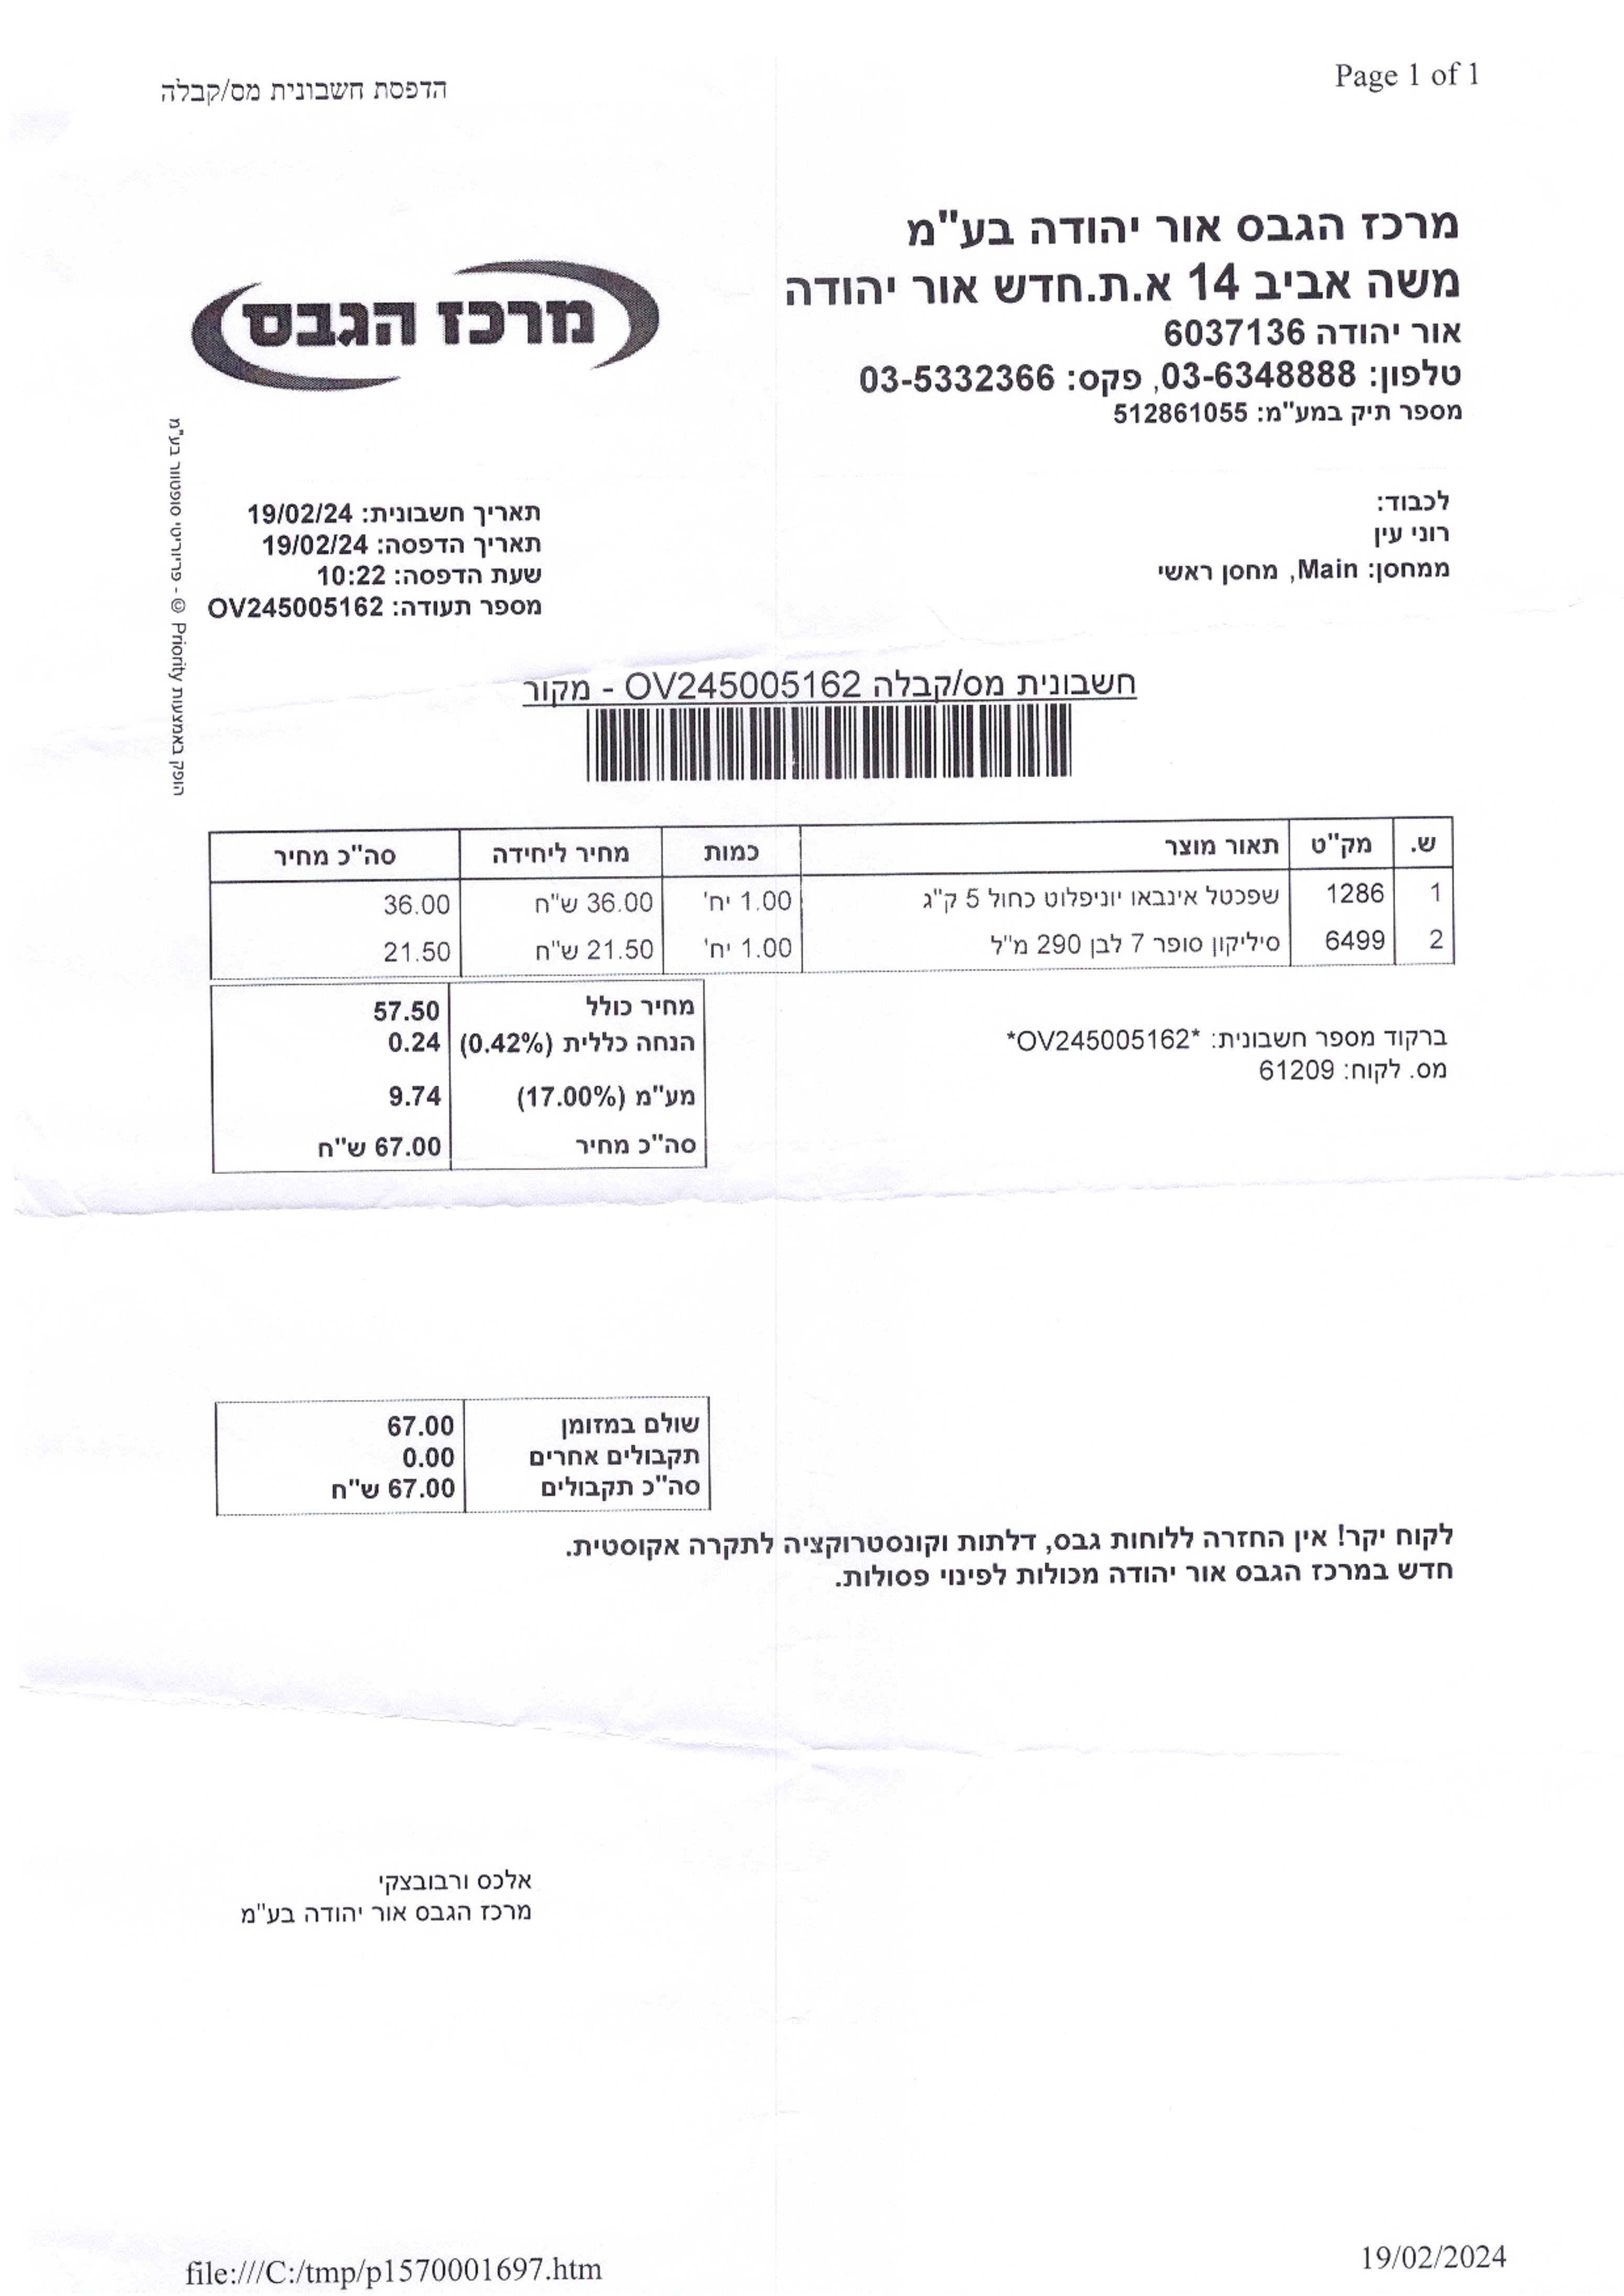 הדפסת חשבונית מס/קבלה
Page 1 of 1
מרכז הגבס אור יהודה בע"מ
משה אביב 14 א.ת.חדש אור יהודה
אור יהודה 6037136
טלפון: 03-6348888, פקס: 03-5332366
מספר תיק במע"מ: 512861055
מרכז הגבס
לכבוד:
רוני עין
ממחסן: Main, מחסן ראשי
תאריך חשבונית: 19/02/24
תאריך הדפסה: 19/02/24
שעת הדפסה: 10:22
מספר תעודה: OV245005162
הופק באמצעות Priority © - פריוריטי סופטוור בע"מ
חשבונית מס/קבלה OV245005162 - מקור
ש. מק"ט תאור מוצר כמות מחיר ליחידה סה"כ מחיר
1 1286 שפכטל אינבאו יוניפלוט כחול 5 ק"ג 1.00 יח' 36.00 ש"ח 36.00
2 6499 סיליקון סופר 7 לבן 290 מ"ל 1.00 יח' 21.50 ש"ח 21.50
מחיר כולל 57.50
הנחה כללית (0.42%) 0.24
מע"מ (17.00%) 9.74
סה"כ מחיר 67.00 ש"ח
ברקוד מספר חשבונית: *OV245005162*
מס. לקוח: 61209
שולם במזומן 67.00
תקבולים אחרים 0.00
סה"כ תקבולים 67.00 ש"ח
לקוח יקר! אין החזרה ללוחות גבס, דלתות וקונסטרוקציה לתקרה אקוסטית.
חדש במרכז הגבס אור יהודה מכולות לפינוי פסולות.
אלכס ורבובצקי
מרכז הגבס אור יהודה בע"מ
file:///C:/tmp/p1570001697.htm
19/02/2024